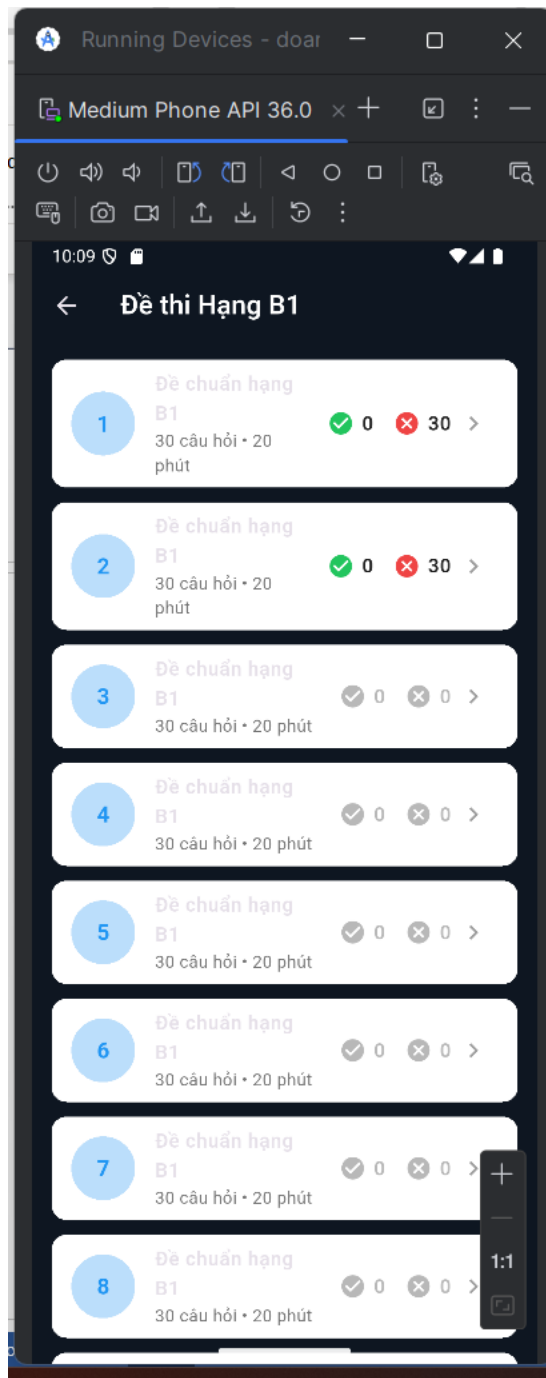 Running Devices - doar
Medium Phone API 36.0
10:09
Đề thi Hạng B1
1
Đề chuẩn hạng
B1
30 câu hỏi • 20
phút
0
30
2
Đề chuẩn hạng
B1
30 câu hỏi • 20
phút
0
30
3
Đề chuẩn hạng
B1
30 câu hỏi • 20 phút
0
0
4
Đề chuẩn hạng
B1
30 câu hỏi • 20 phút
0
0
5
Đề chuẩn hạng
B1
30 câu hỏi • 20 phút
0
0
6
Đề chuẩn hạng
B1
30 câu hỏi • 20 phút
0
0
7
Đề chuẩn hạng
B1
30 câu hỏi • 20 phút
0
0
8
Đề chuẩn hạng
B1
30 câu hỏi • 20 phút
0
0
1:1